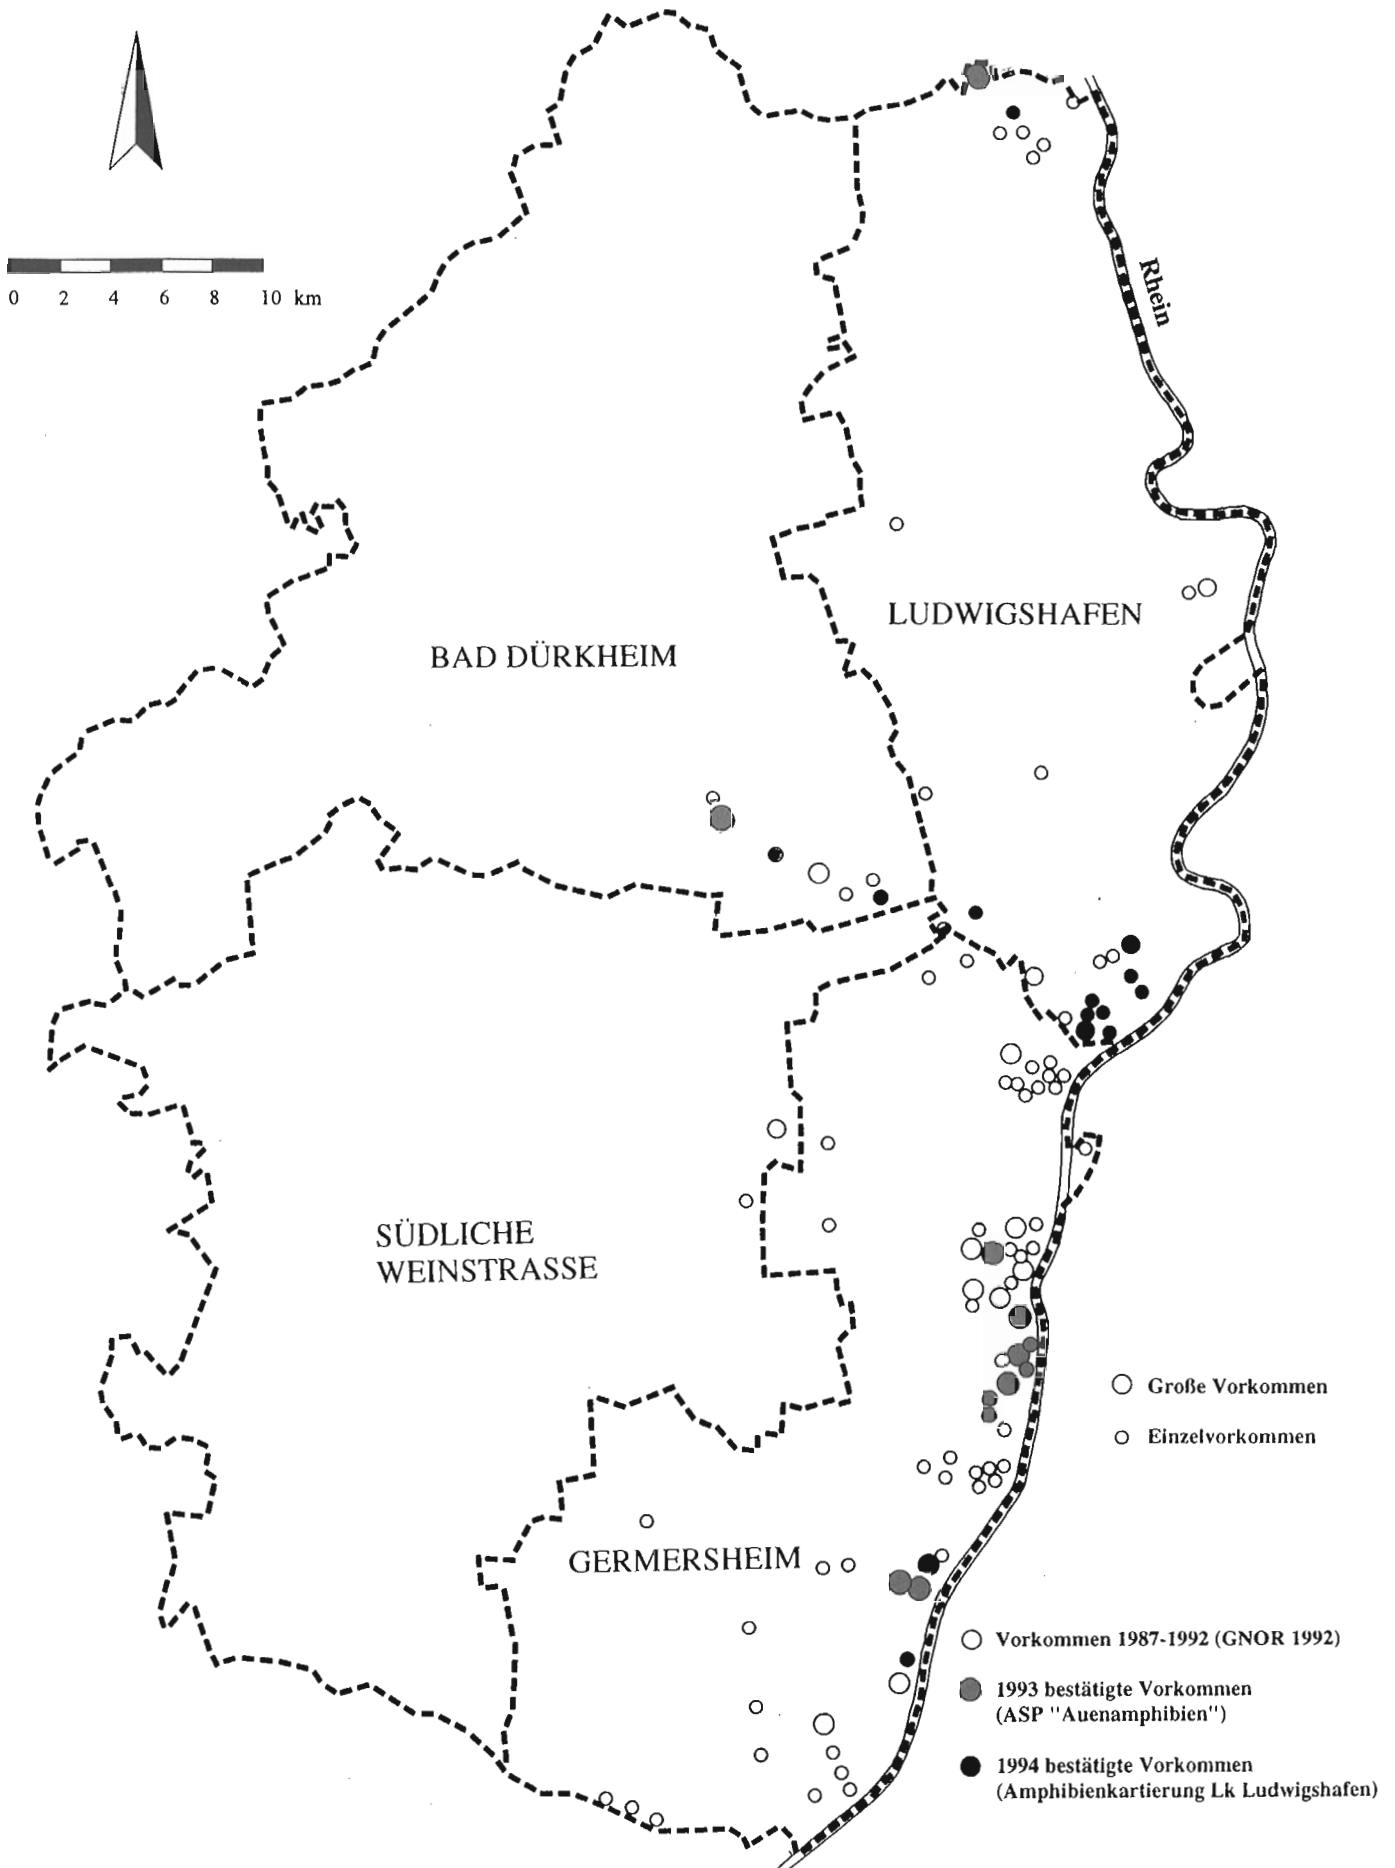 0 2 4 6 8 10 km
Rhein
LUDWIGSHAFEN
BAD DÜRKHEIM
SÜDLICHE
WEINSTRASSE
Große Vorkommen
Einzelvorkommen
GERMERSHEIM
Vorkommen 1987-1992 (GNOR 1992)
1993 bestätigte Vorkommen
(ASP "Auenamphibien")
1994 bestätigte Vorkommen
(Amphibienkartierung Lk Ludwigshafen)